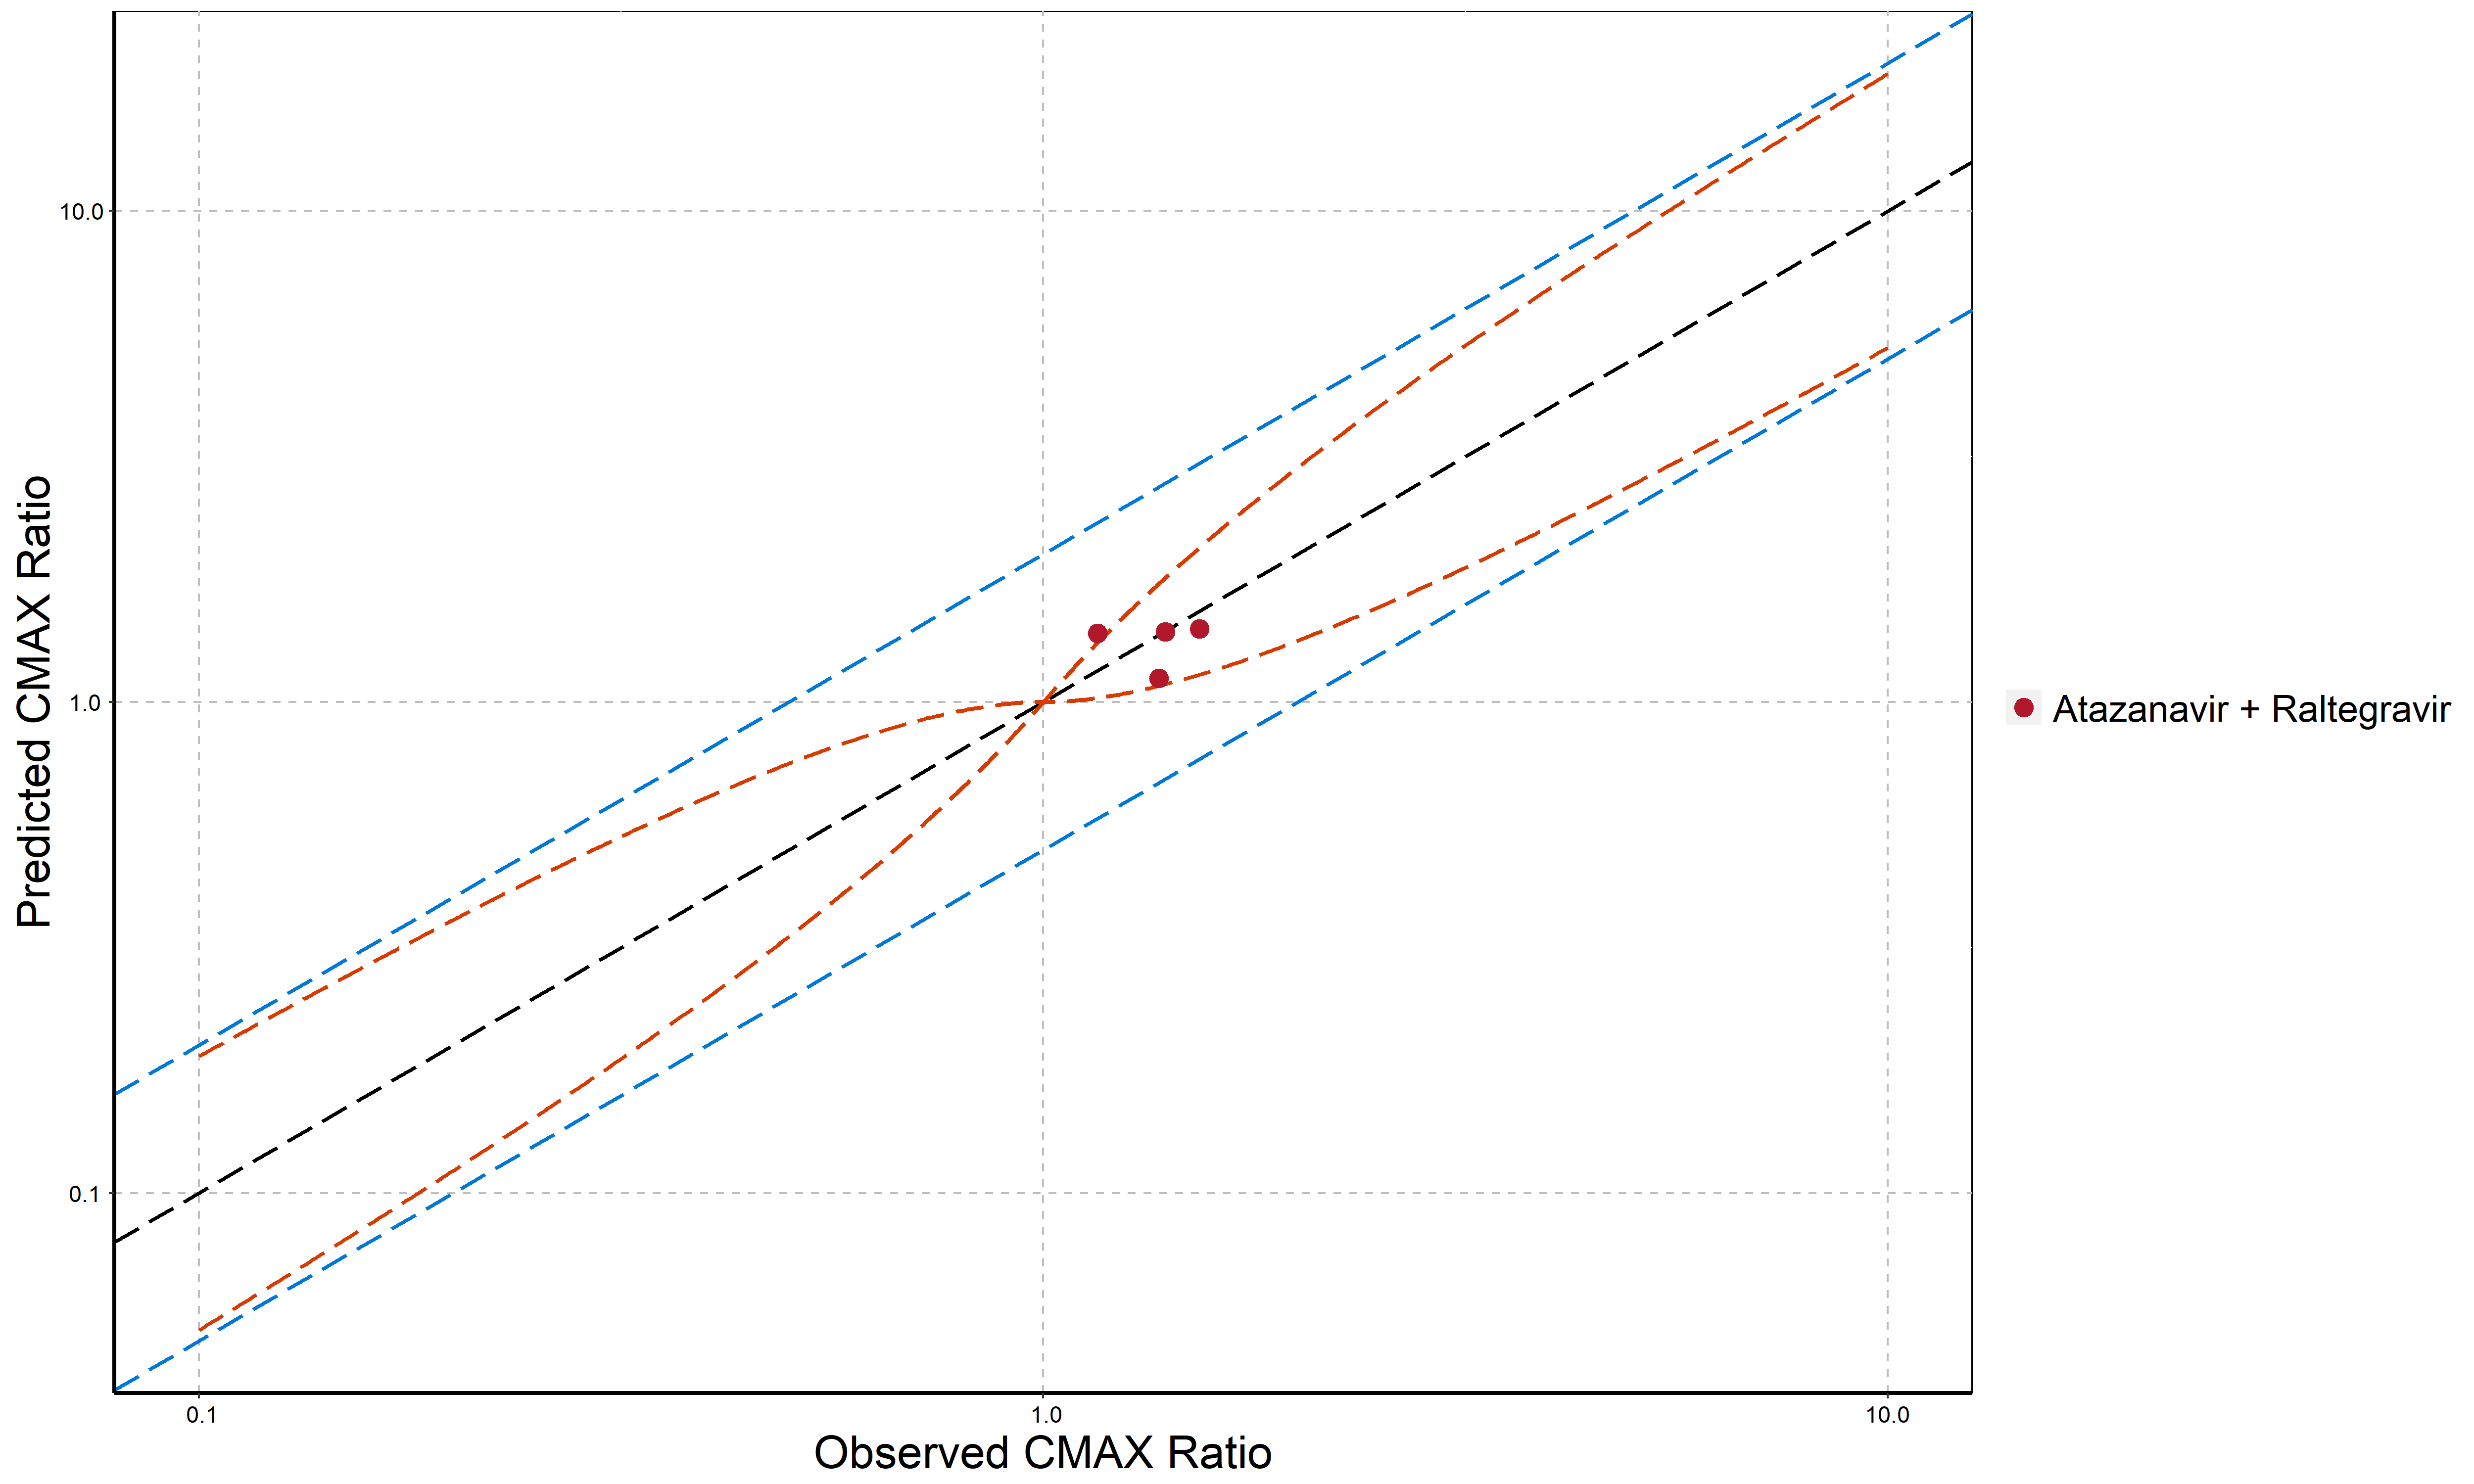 Predicted CMAX Ratio
10.0
1.0
0.1
0.1
1.0
10.0
Observed CMAX Ratio
Atazanavir + Raltegravir